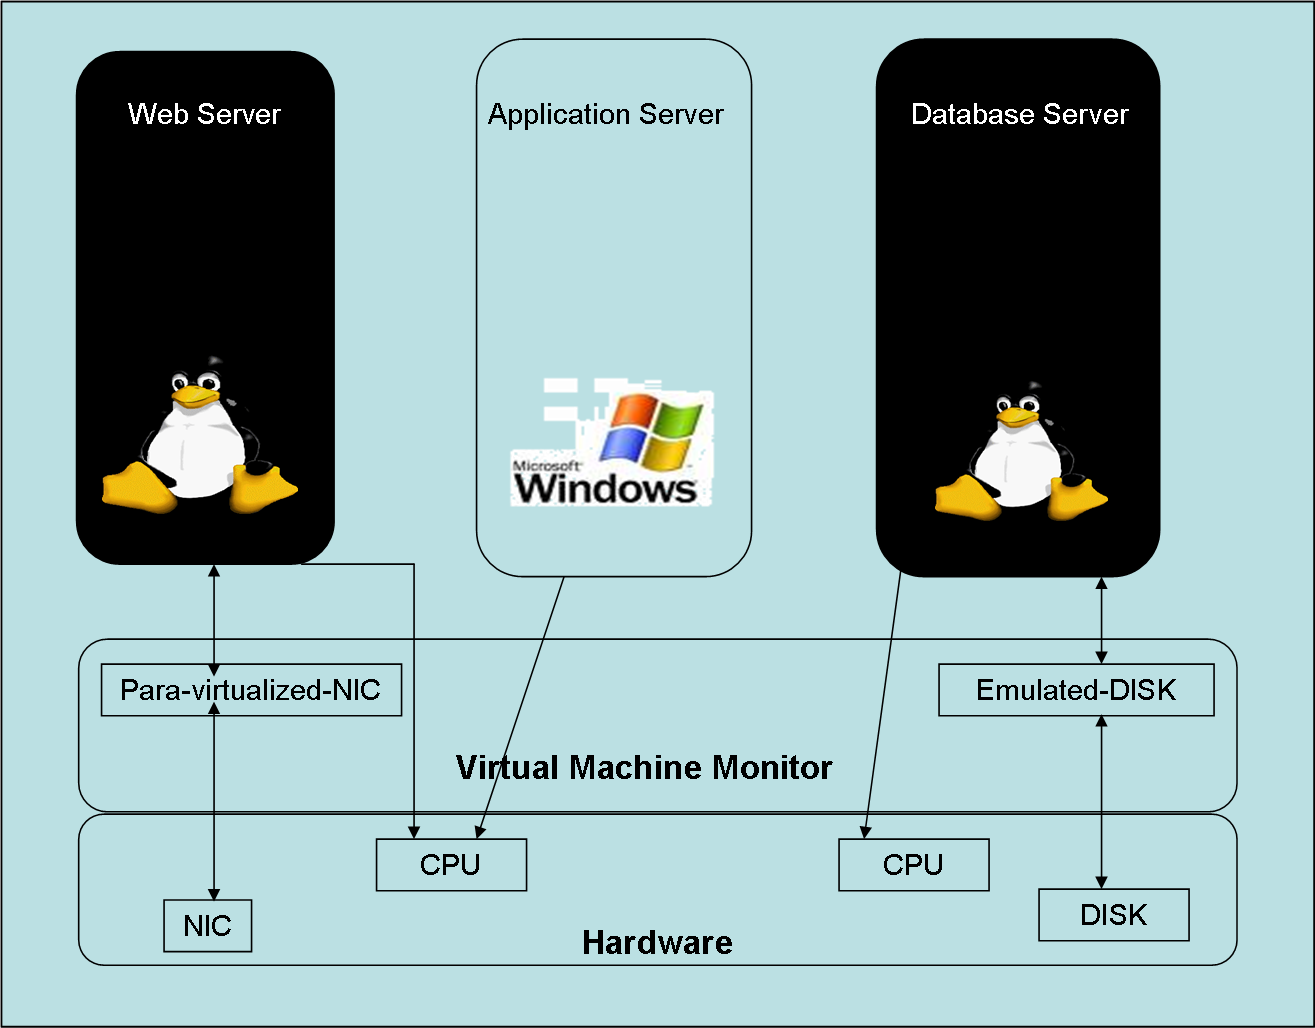 Web Server
Application Server
Database Server
Microsoft
Windows
Para-virtualized-NIC
Emulated-DISK
Virtual Machine Monitor
CPU
CPU
NIC
DISK
Hardware